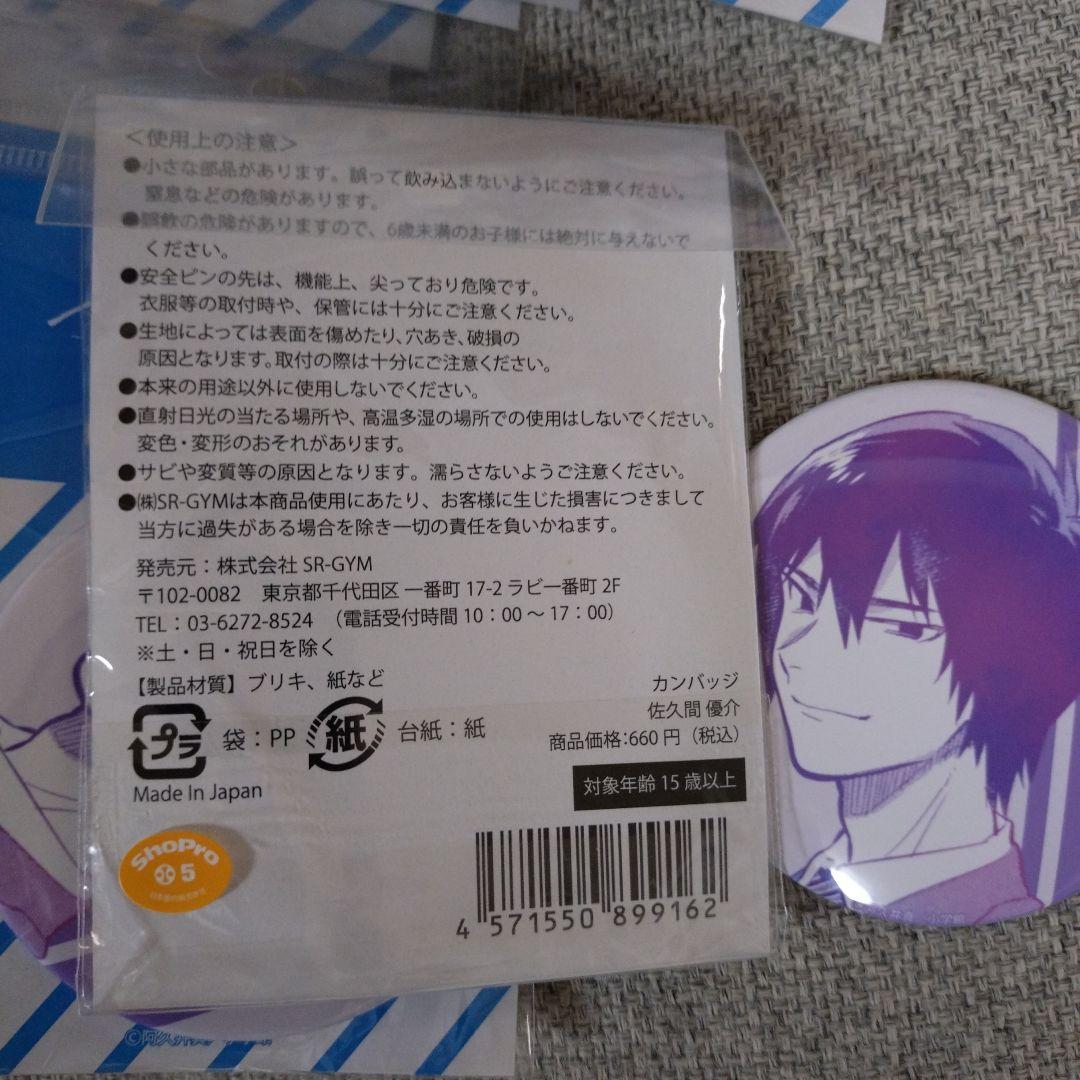 ＜使用上の注意＞
●小さな部品があります。誤って飲み込まないようにご注意ください。
窒息などの危険があります。
●誤飲の危険がありますので、6歳未満のお子様には絶対に与えないで
ください。
●安全ピンの先は、機能上、尖っており危険です。
衣服等の取付時や、保管には十分にご注意ください。
●生地によっては表面を傷めたり、穴あき、破損の
原因となります。取付の際は十分にご注意ください。
●本来の用途以外に使用しないでください。
●直射日光の当たる場所や、高温多湿の場所での使用はしないでください。
変色・変形のおそれがあります。
●サビや変質等の原因となります。濡らさないようご注意ください。
●㈱SR-GYMは本商品使用にあたり、お客様に生じた損害につきまして
当方に過失がある場合を除き一切の責任を負いかねます。
発売元：株式会社 SR-GYM
〒102-0082　東京都千代田区 一番町 17-2 ラビ一番町 2F
TEL：03-6272-8524　（電話受付時間 10：00 ～ 17：00）
※土・日・祝日を除く
【製品材質】ブリキ、紙など
カンバッジ
佐久間 優介
商品価格:660 円（税込）
プラ 袋：PP 紙 台紙：紙
対象年齢 15 歳以上
Made In Japan
ShoPro
5
4 571550 899162
小学館